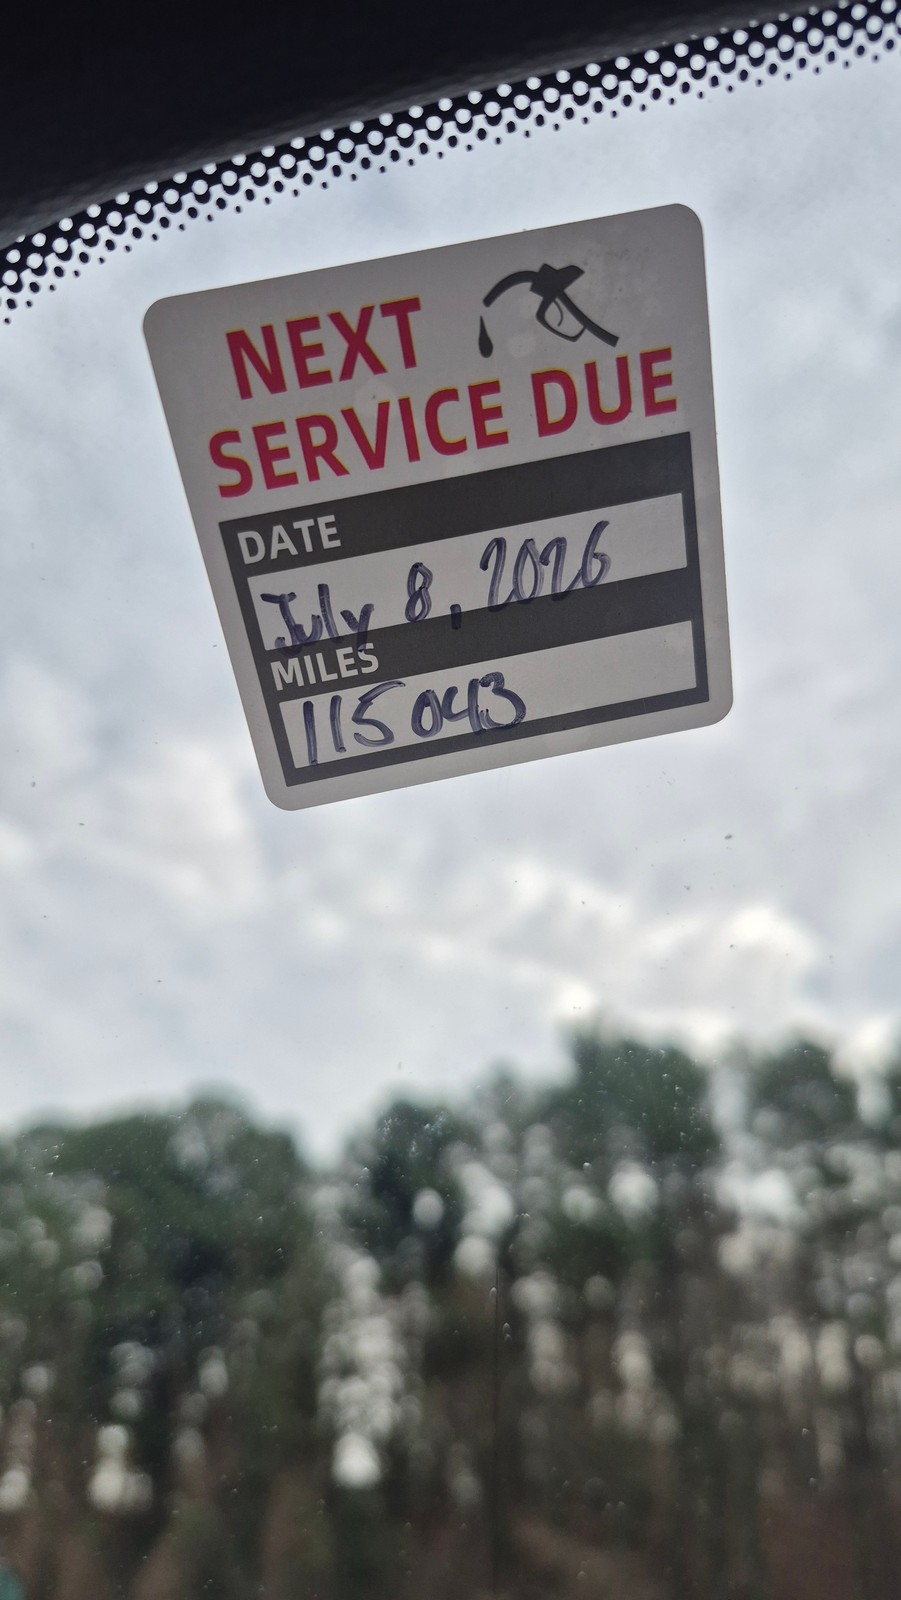 NEXT
SERVICE DUE
DATE
July 8, 2026
MILES
115043